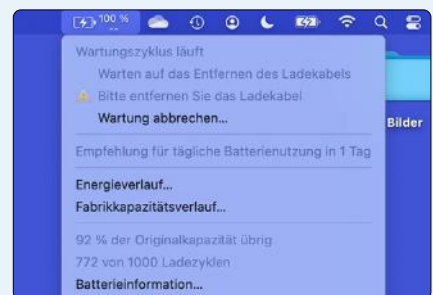 100 %
Wartungszyklus läuft
Warten auf das Entfernen des Ladekabels
Bitte entfernen Sie das Ladekabel
Wartung abbrechen...
Bilder
Empfehlung für tägliche Batterienutzung in 1 Tag
Energieverlauf...
Fabrikkapazitätsverlauf...
92 % der Originalkapazität übrig
772 von 1000 Ladezyklen
Batterieinformation...